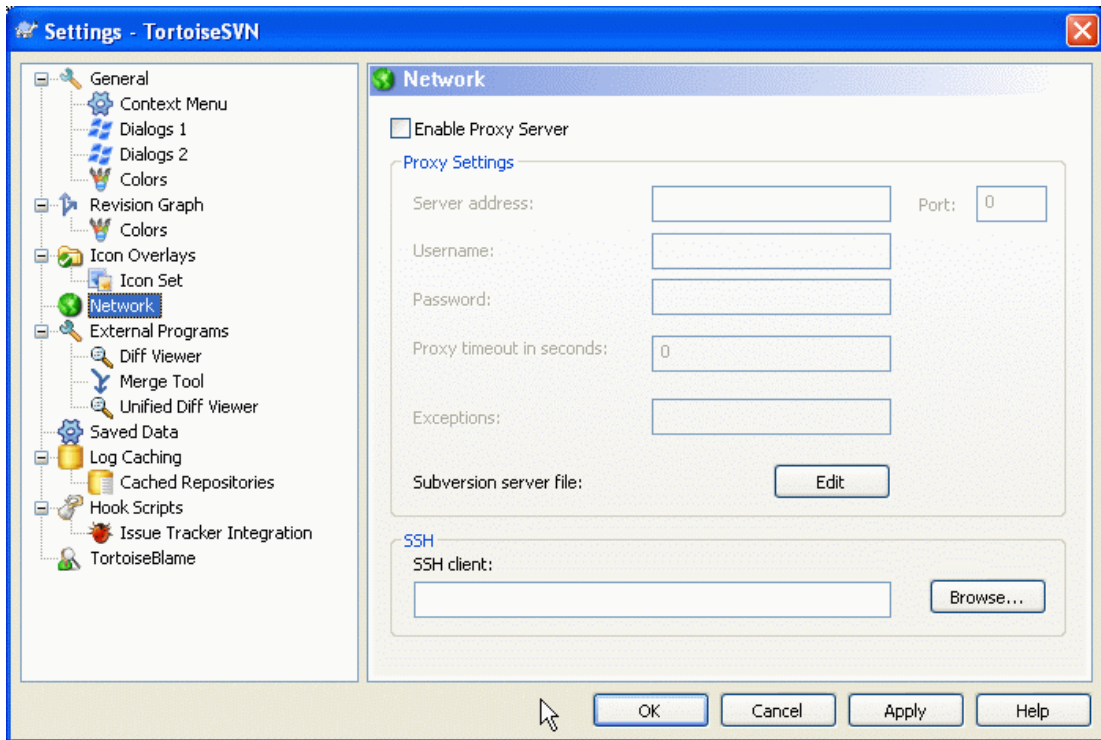 Settings - TortoiseSVN
General
Context Menu
Dialogs 1
Dialogs 2
Colors
Revision Graph
Colors
Icon Overlays
Icon Set
Network
External Programs
Diff Viewer
Merge Tool
Unified Diff Viewer
Saved Data
Log Caching
Cached Repositories
Hook Scripts
Issue Tracker Integration
TortoiseBlame
Network
Enable Proxy Server
Proxy Settings
Server address: Port: 0
Username:
Password:
Proxy timeout in seconds: 0
Exceptions:
Subversion server file: Edit
SSH
SSH client:
Browse...
OK Cancel Apply Help